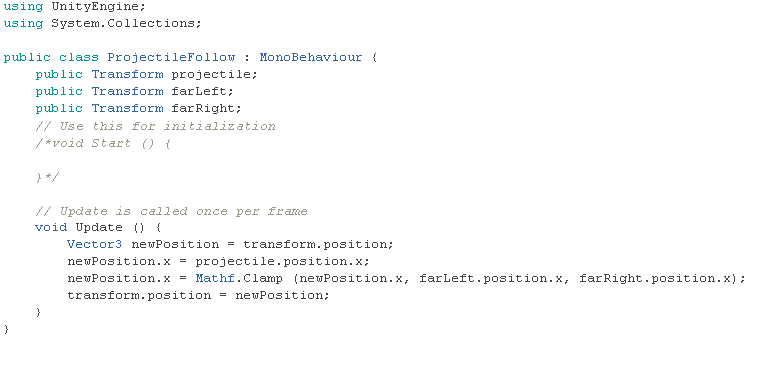 using UnityEngine;
using System.Collections;
public class ProjectileFollow : MonoBehaviour {
public Transform projectile;
public Transform farLeft;
public Transform farRight;
// Use this for initialization
/*void Start () {
}*/
// Update is called once per frame
void Update () {
Vector3 newPosition = transform.position;
newPosition.x = projectile.position.x;
newPosition.x = Mathf.Clamp (newPosition.x, farLeft.position.x, farRight.position.x);
transform.position = newPosition;
}
}